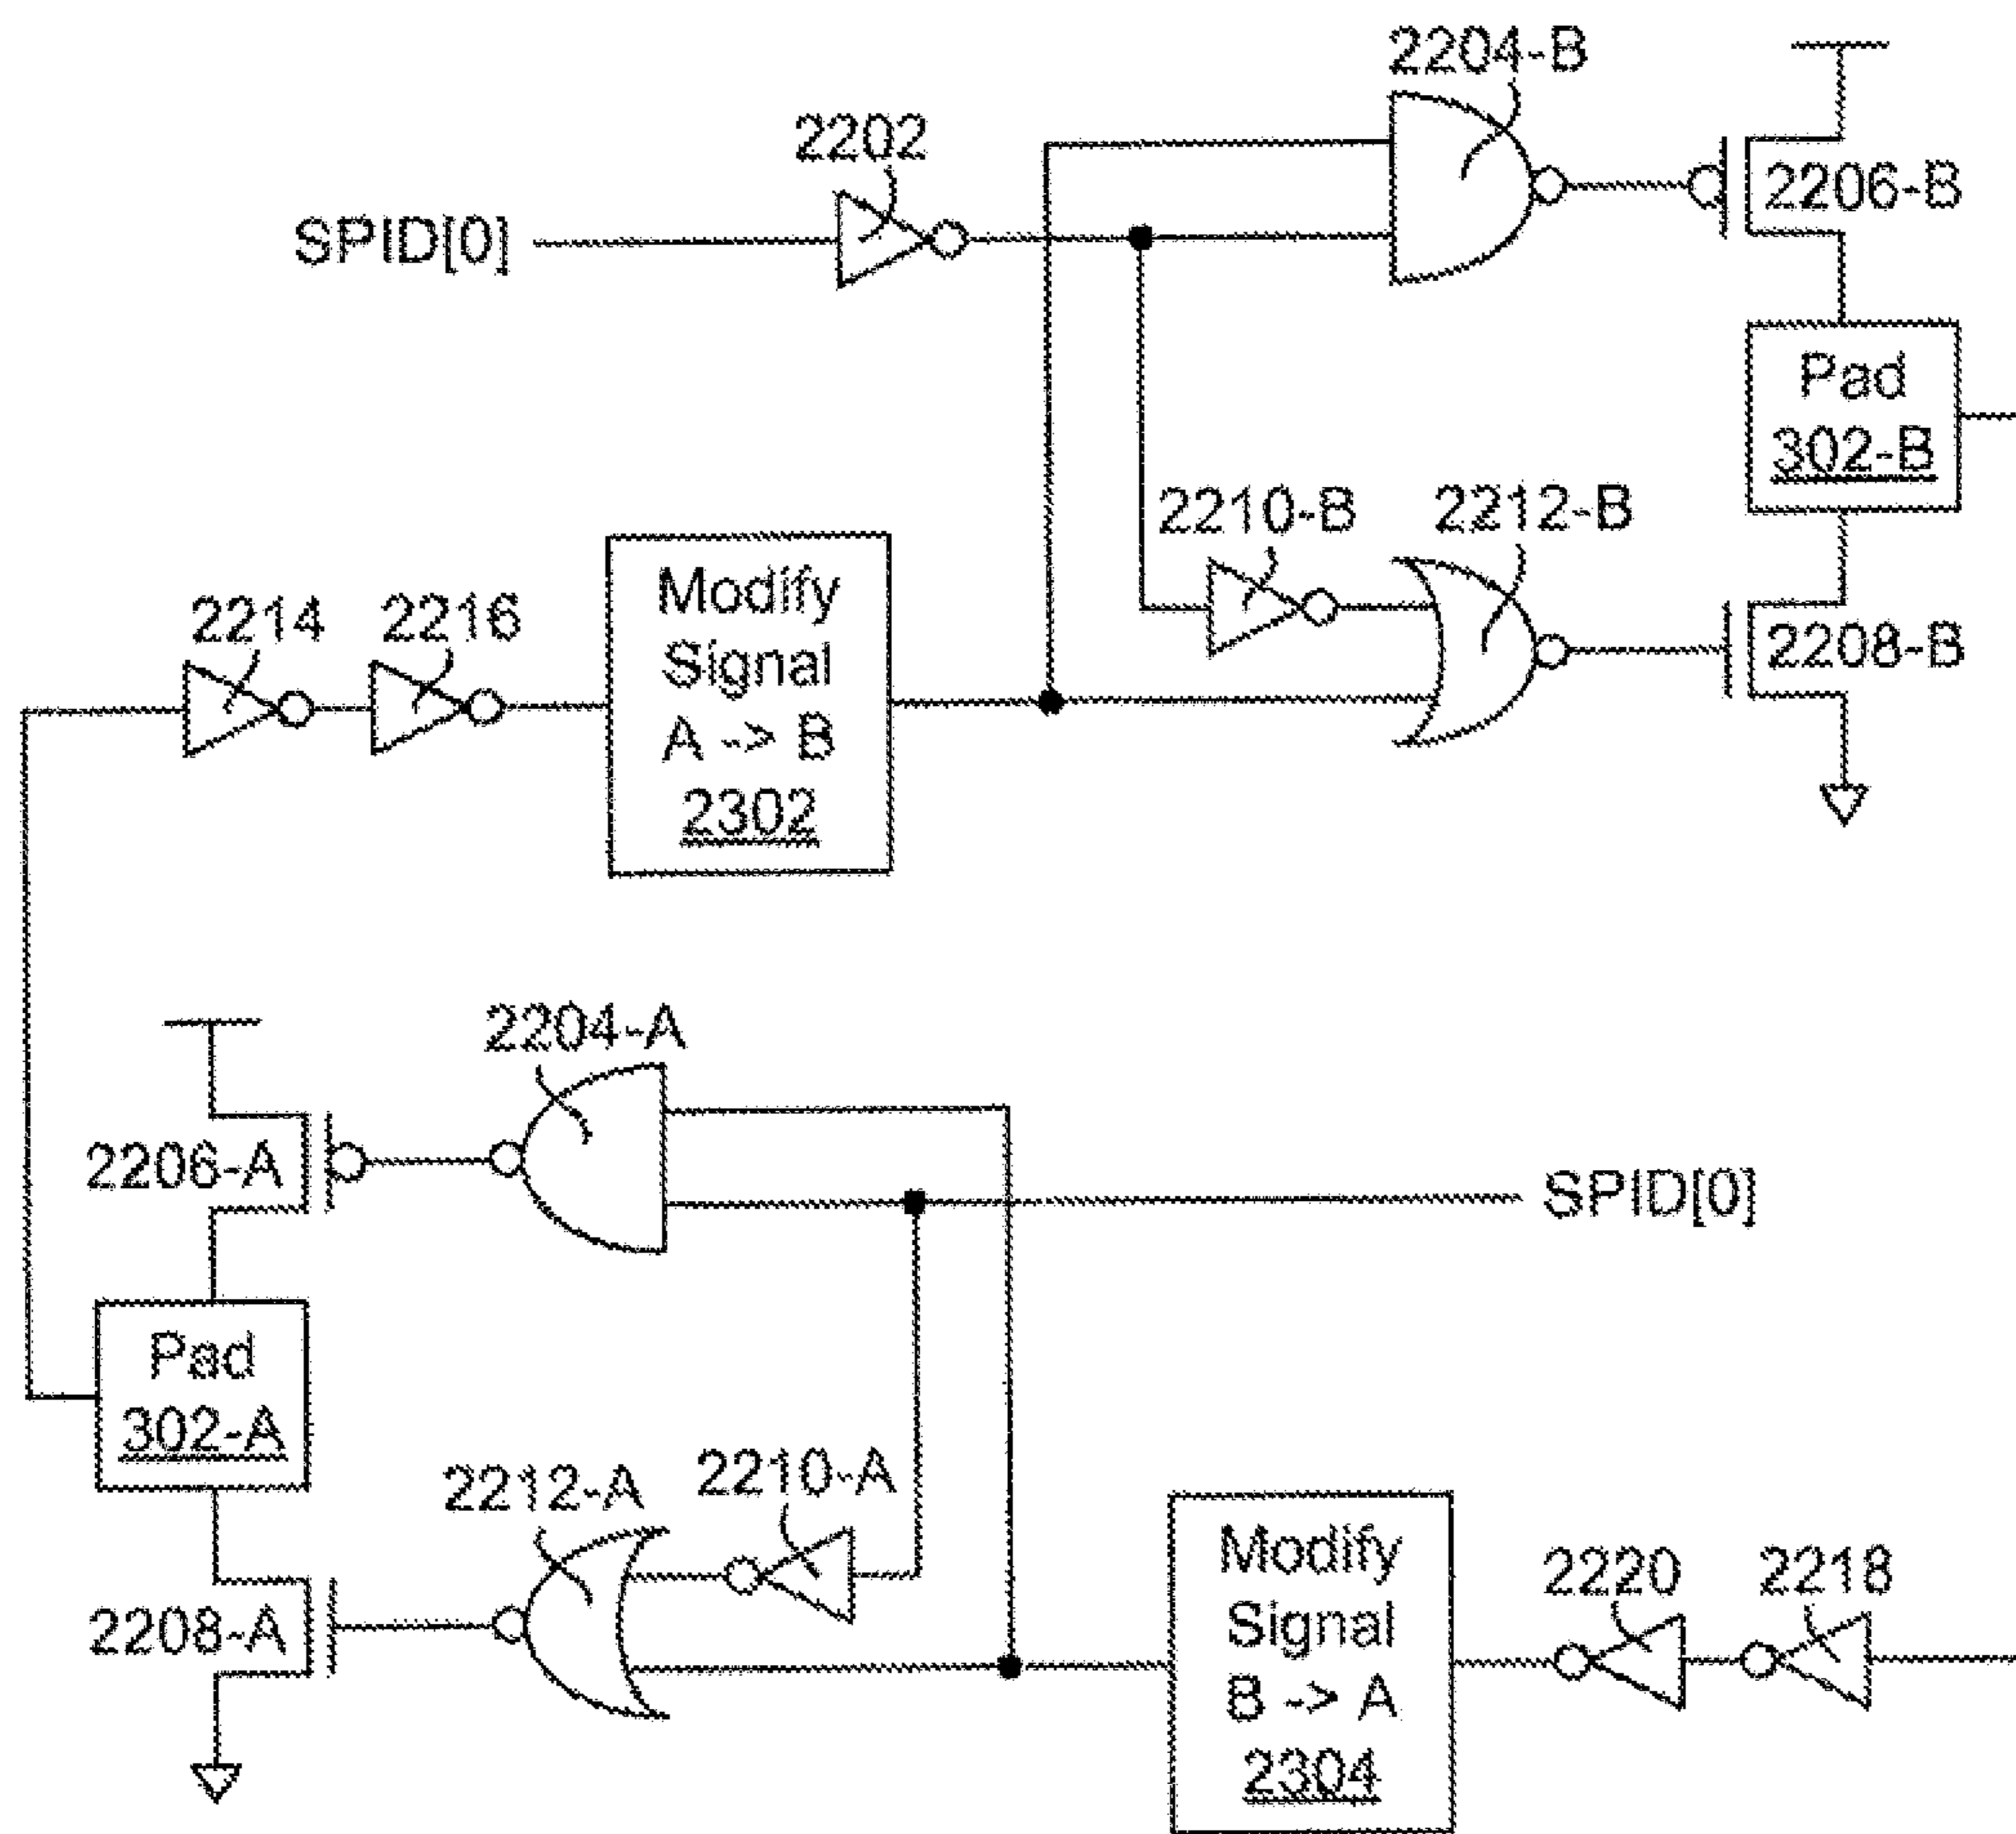 2204-B
2202
SPID[0]
2206-B
Pad
302-B
2210-B
2212-B
2214
2216
Modify
Signal
A -> B
2302
2208-B
2204-A
2206-A
SPID[0]
Pad
302-A
2212-A
2210-A
2208-A
Modify
Signal
B -> A
2304
2220
2218